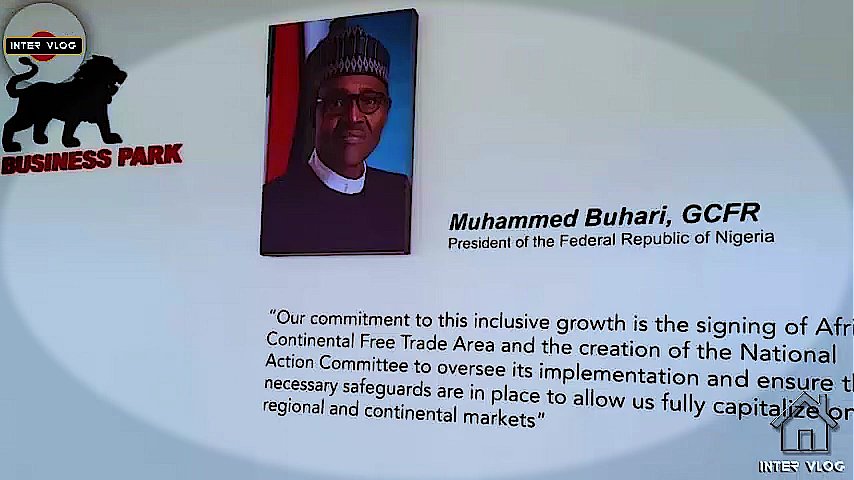 INTER VLOG
BUSINESS PARK
Muhammed Buhari, GCFR
President of the Federal Republic of Nigeria
“Our commitment to this inclusive growth is the signing of Afri
Continental Free Trade Area and the creation of the National
Action Committee to oversee its implementation and ensure th
necessary safeguards are in place to allow us fully capitalize on
regional and continental markets”
INTER VLOG